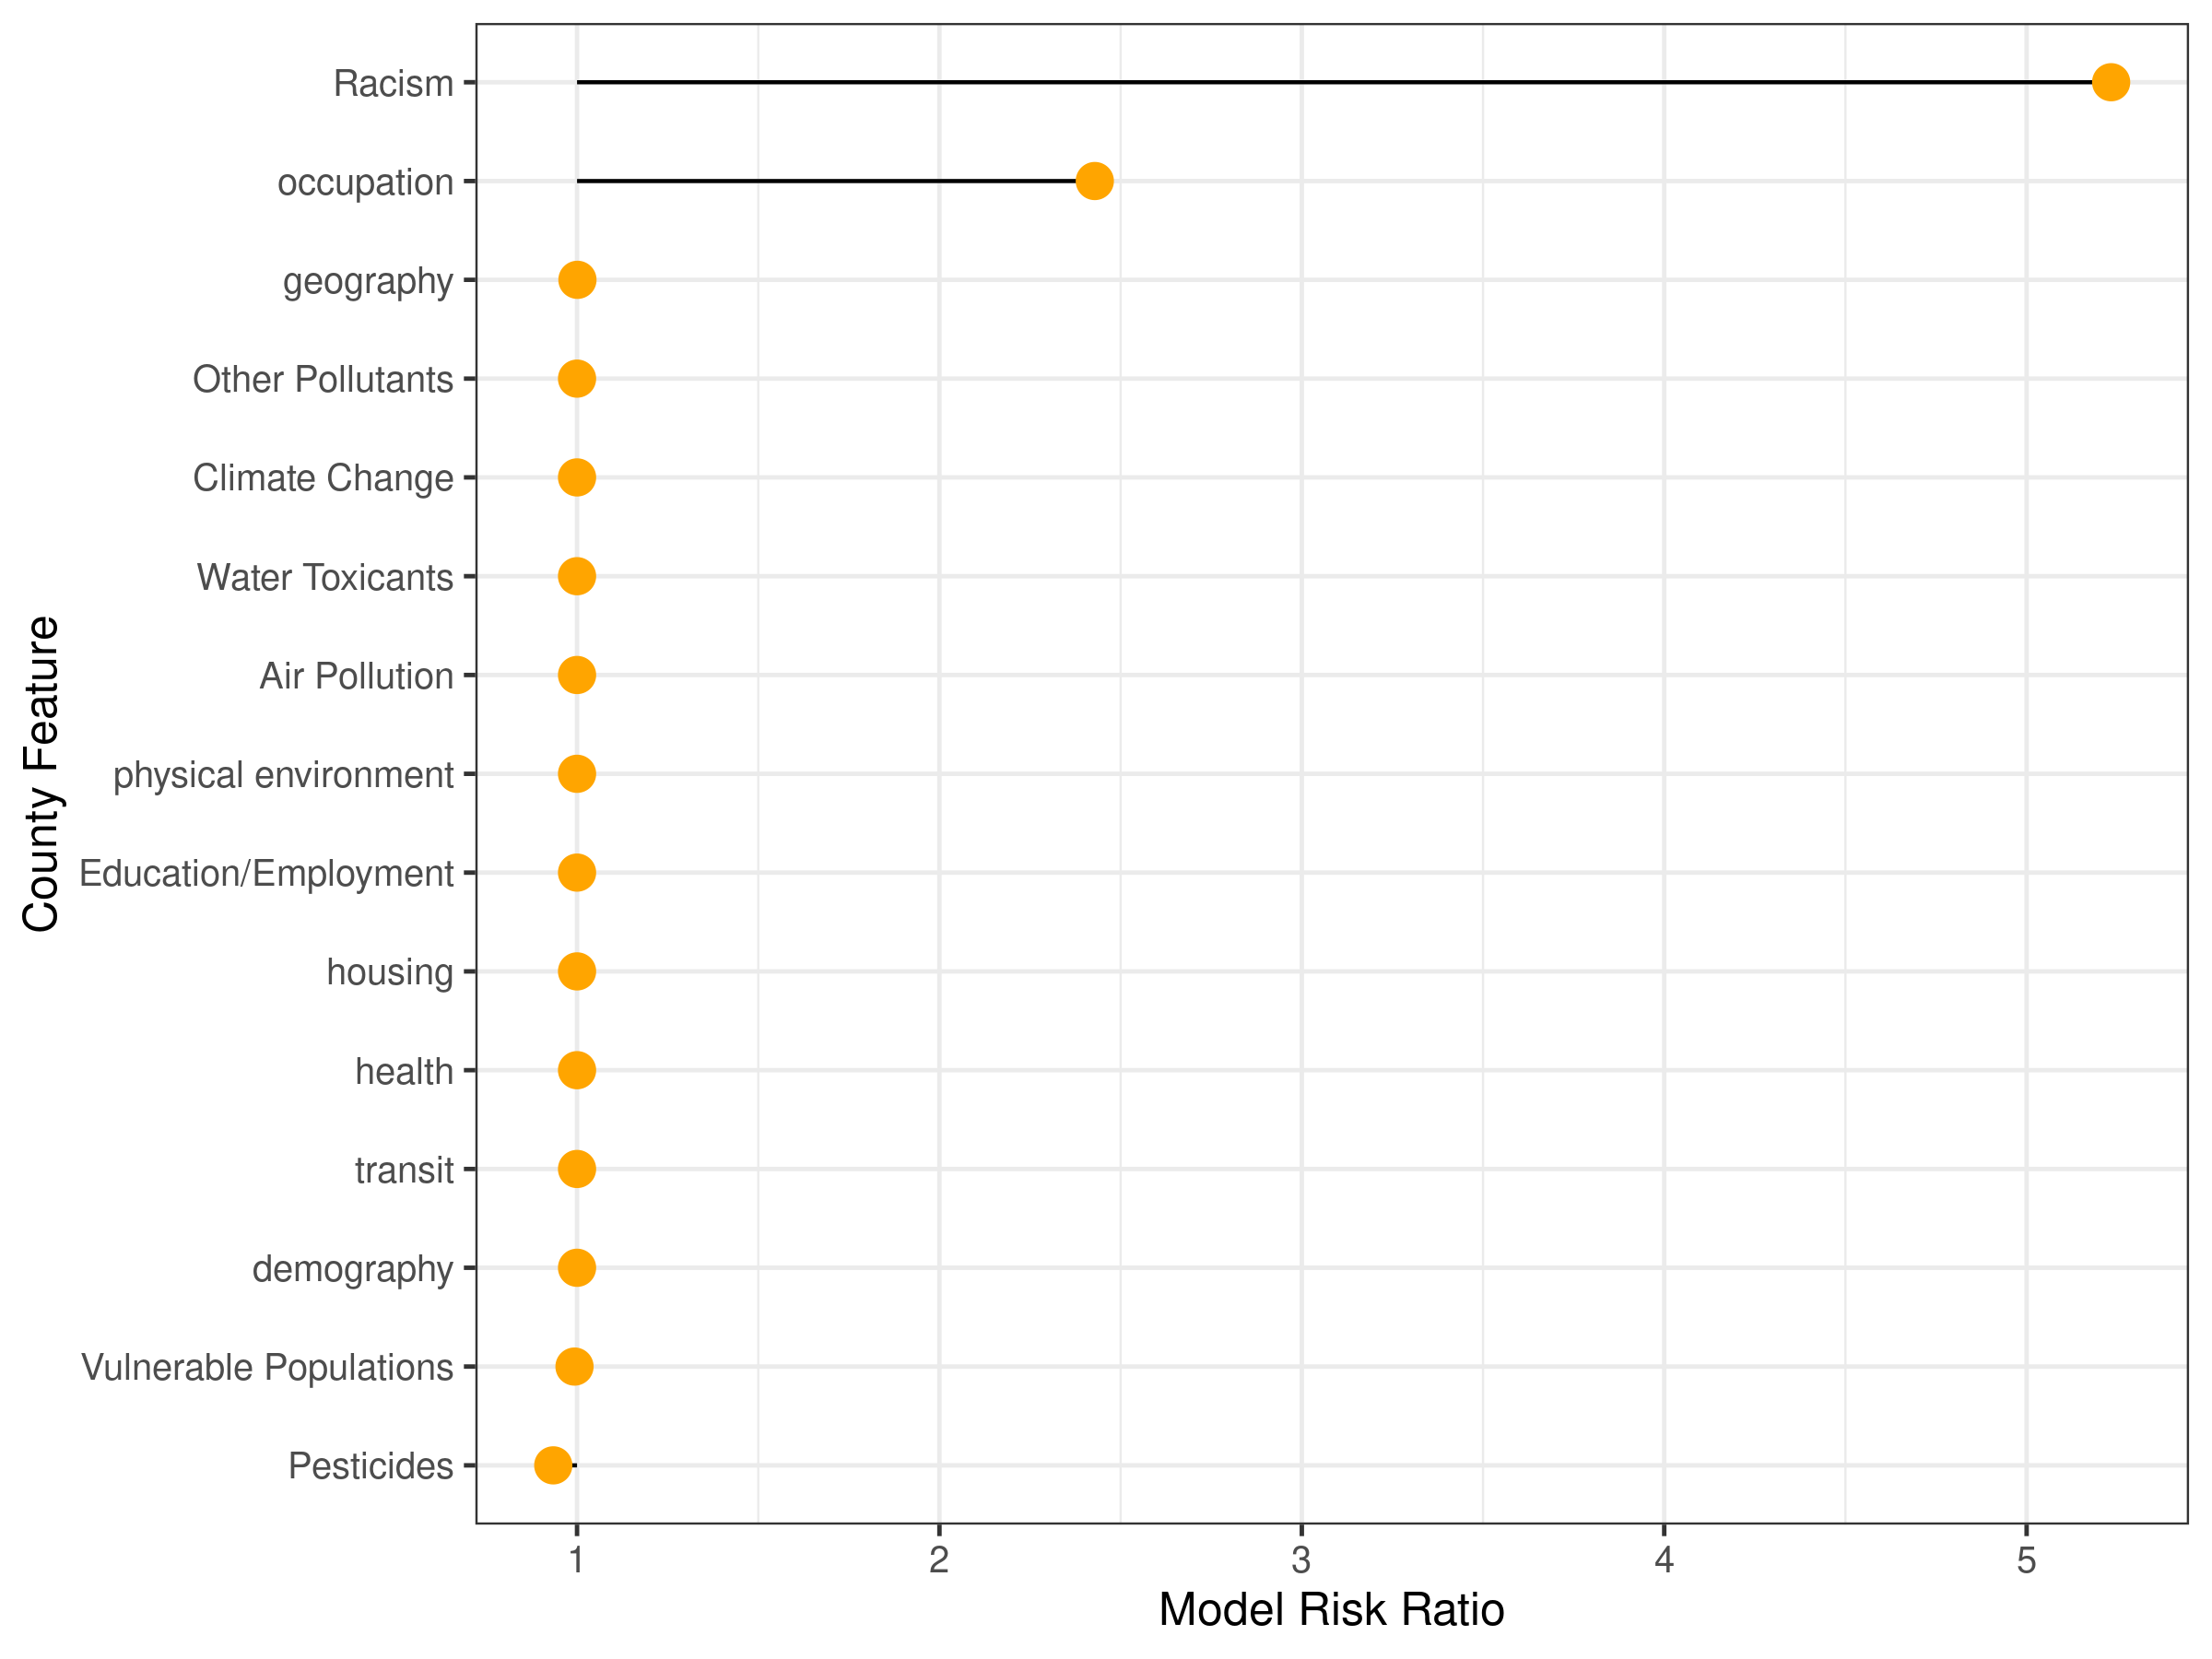 Racism
occupation
geography
Other Pollutants
Climate Change
Water Toxicants
Air Pollution
physical environment
Education/Employment
housing
health
transit
demography
Vulnerable Populations
Pesticides
County Feature
1 2 3 4 5
Model Risk Ratio